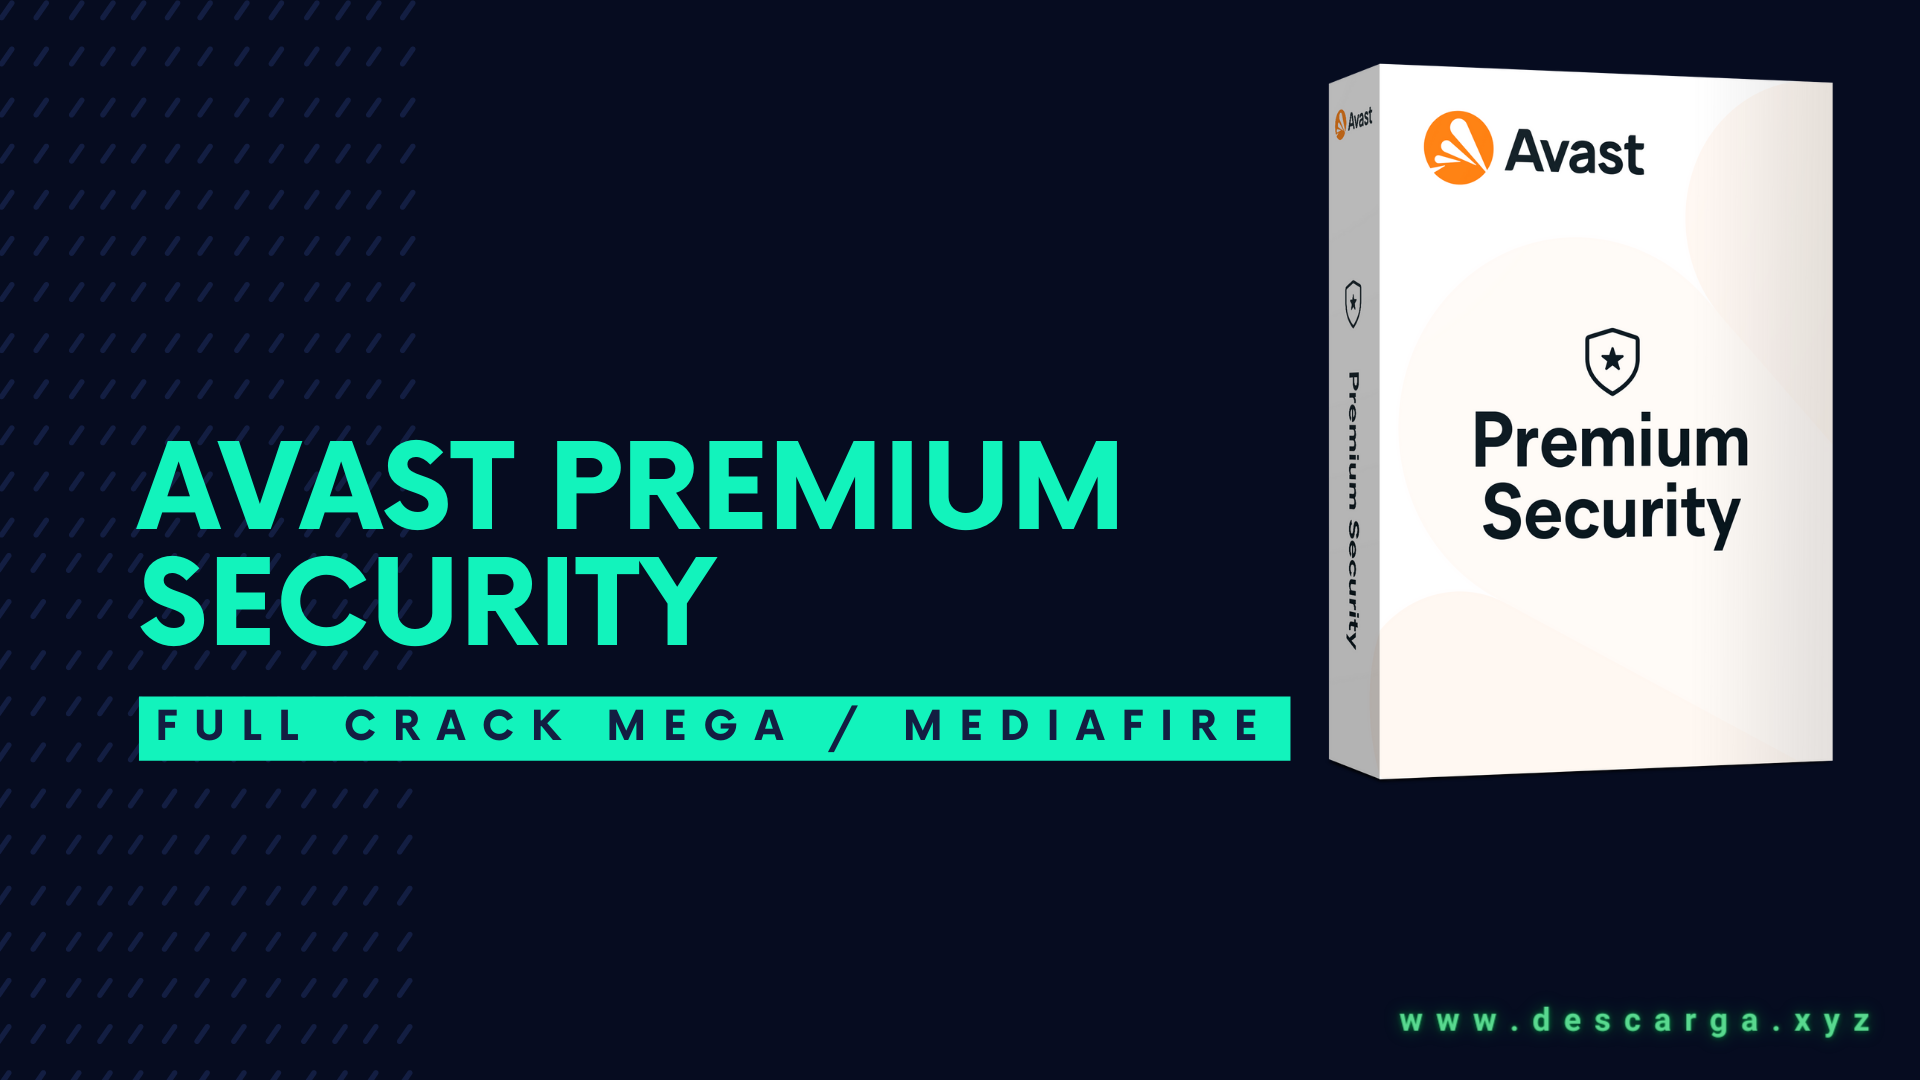 AVAST PREMIUM
SECURITY
FULL CRACK MEGA / MEDIAFIRE
Avast
Premium Security
Avast
Premium
Security
www.descarga.xyz